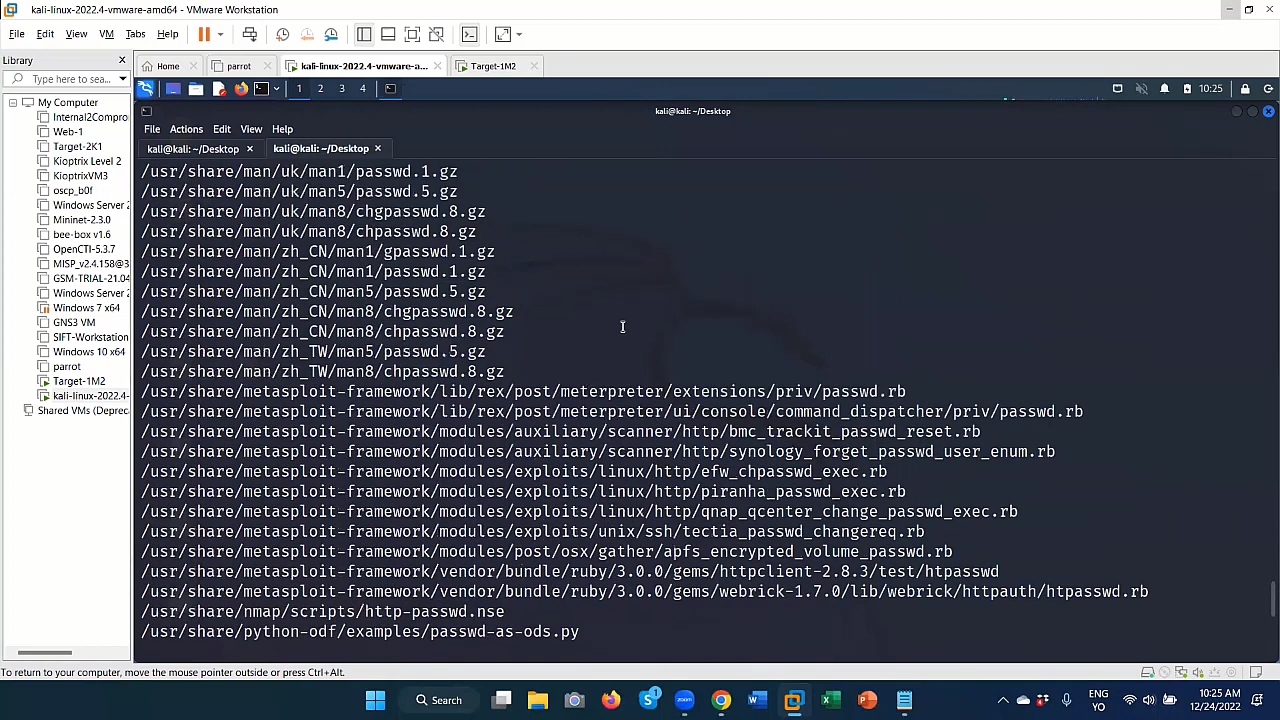 kali-linux-2022.4-vmware-amd64 - VMware Workstation
File Edit View VM Tabs Help
Library
Type here to sea...
Home
parrot
kali-linux-2022.4-vmware-a...
Target-1M2
My Computer
Internal2Compro
Web-1
Target-2K1
Kioptrix Level 2
KioptrixVM3
oscp_b0f
Windows Server 2
Mininet-2.3.0
bee-box v1.6
OpenCTI-5.3.7
MISP_v2.4.158@3
GSM-TRIAL-21.04
Windows Server 2
Windows 7 x64
GNS3 VM
SIFT-Workstation
Windows 10 x64
parrot
Target-1M2
kali-linux-2022.4-
Shared VMs (Deprec
1 2 3 4
10:25
kali@kali: ~/Desktop
File Actions Edit View Help
kali@kali: ~/Desktop
kali@kali: ~/Desktop
/usr/share/man/uk/man1/passwd.1.gz
/usr/share/man/uk/man5/passwd.5.gz
/usr/share/man/uk/man8/chgpasswd.8.gz
/usr/share/man/uk/man8/chpasswd.8.gz
/usr/share/man/zh_CN/man1/gpasswd.1.gz
/usr/share/man/zh_CN/man1/passwd.1.gz
/usr/share/man/zh_CN/man5/passwd.5.gz
/usr/share/man/zh_CN/man8/chgpasswd.8.gz
/usr/share/man/zh_CN/man8/chpasswd.8.gz
/usr/share/man/zh_TW/man5/passwd.5.gz
/usr/share/man/zh_TW/man8/chpasswd.8.gz
/usr/share/metasploit-framework/lib/rex/post/meterpreter/extensions/priv/passwd.rb
/usr/share/metasploit-framework/lib/rex/post/meterpreter/ui/console/command_dispatcher/priv/passwd.rb
/usr/share/metasploit-framework/modules/auxiliary/scanner/http/bmc_trackit_passwd_reset.rb
/usr/share/metasploit-framework/modules/auxiliary/scanner/http/synology_forget_passwd_user_enum.rb
/usr/share/metasploit-framework/modules/exploits/linux/http/efw_chpasswd_exec.rb
/usr/share/metasploit-framework/modules/exploits/linux/http/piranha_passwd_exec.rb
/usr/share/metasploit-framework/modules/exploits/linux/http/qnap_qcenter_change_passwd_exec.rb
/usr/share/metasploit-framework/modules/exploits/unix/ssh/tectia_passwd_changereq.rb
/usr/share/metasploit-framework/modules/post/osx/gather/apfs_encrypted_volume_passwd.rb
/usr/share/metasploit-framework/vendor/bundle/ruby/3.0.0/gems/httpclient-2.8.3/test/htpasswd
/usr/share/metasploit-framework/vendor/bundle/ruby/3.0.0/gems/webrick-1.7.0/lib/webrick/httpauth/htpasswd.rb
/usr/share/nmap/scripts/http-passwd.nse
/usr/share/python-odf/examples/passwd-as-ods.py
To return to your computer, move the mouse pointer outside or press Ctrl+Alt.
Search
ENG
YO
10:25 AM
12/24/2022